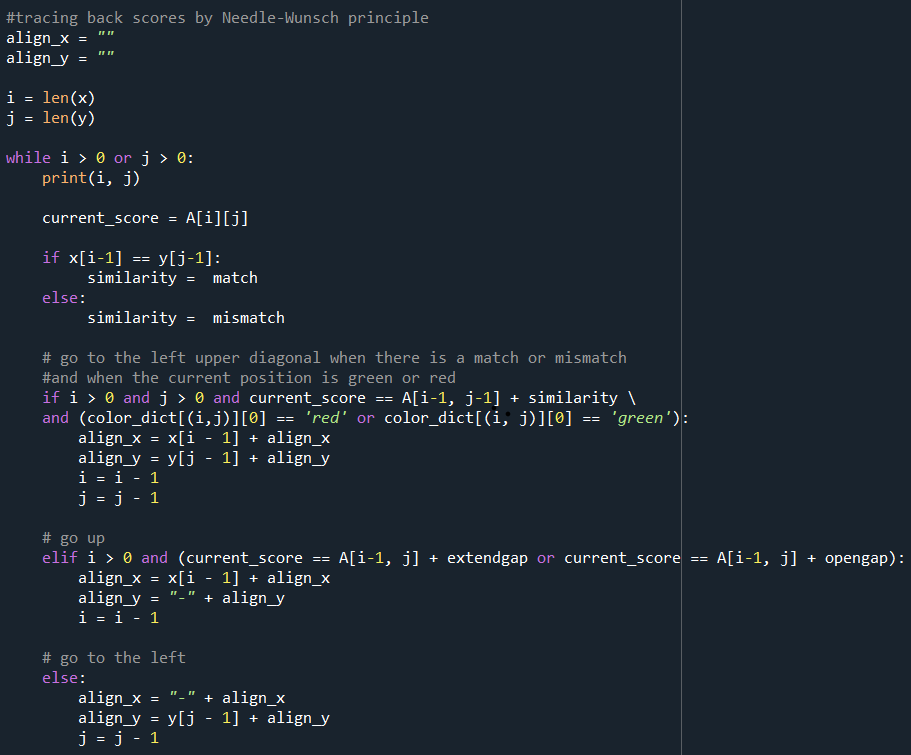 #tracing back scores by Needle-Wunsch principle
align_x = ""
align_y = ""

i = len(x)
j = len(y)

while i > 0 or j > 0:
    print(i, j)

    current_score = A[i][j]

    if x[i-1] == y[j-1]:
         similarity =  match
    else:
         similarity =  mismatch

    # go to the left upper diagonal when there is a match or mismatch
    #and when the current position is green or red
    if i > 0 and j > 0 and current_score == A[i-1, j-1] + similarity \
    and (color_dict[(i,j)][0] == 'red' or color_dict[(i, j)][0] == 'green'):
        align_x = x[i - 1] + align_x
        align_y = y[j - 1] + align_y
        i = i - 1
        j = j - 1

    # go up
    elif i > 0 and (current_score == A[i-1, j] + extendgap or current_score == A[i-1, j] + opengap):
        align_x = x[i - 1] + align_x
        align_y = "-" + align_y
        i = i - 1

    # go to the left
    else:
        align_x = "-" + align_x
        align_y = y[j - 1] + align_y
        j = j - 1